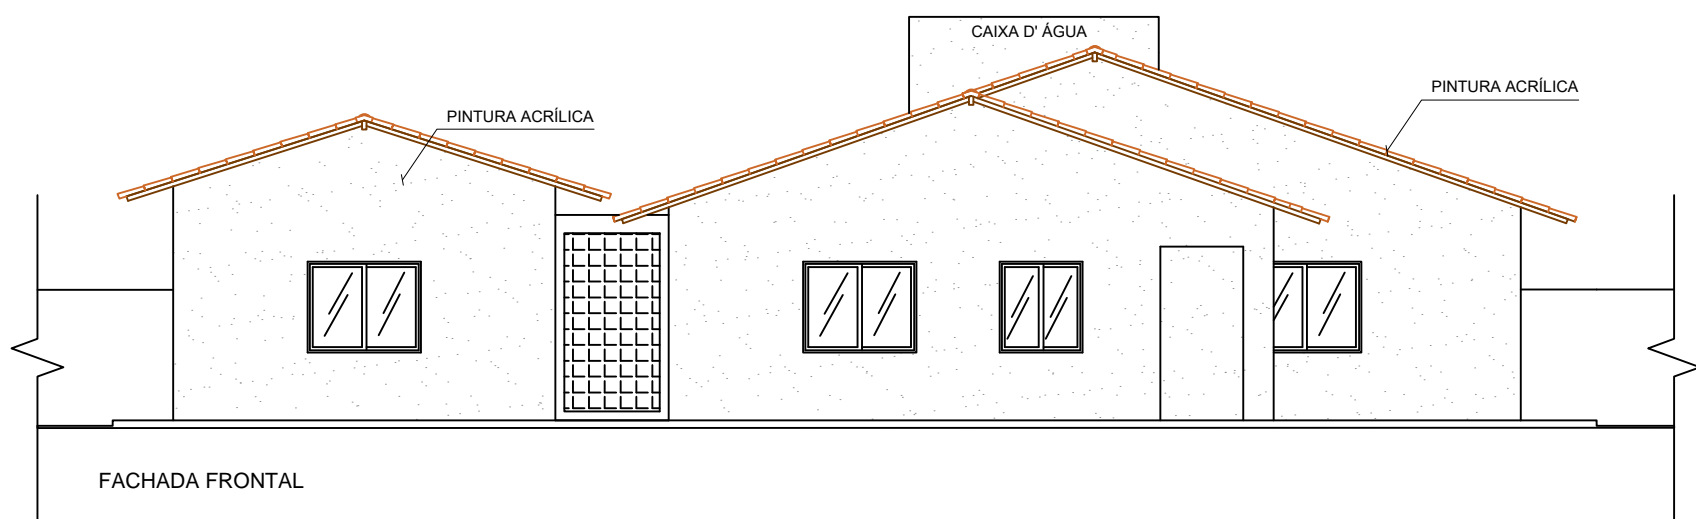 CAIXA D' ÁGUA
PINTURA ACRÍLICA
PINTURA ACRÍLICA
FACHADA FRONTAL